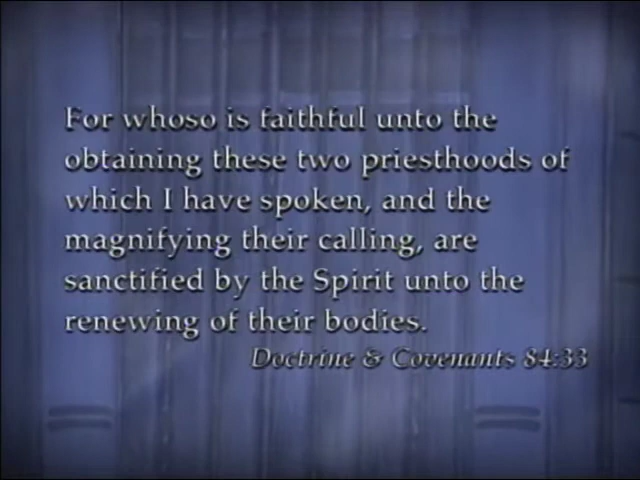 For whoso is faithful unto the
obtaining these two priesthoods of
which I have spoken, and the
magnifying their calling, are
sanctified by the Spirit unto the
renewing of their bodies.
Doctrine & Covenants 84:33